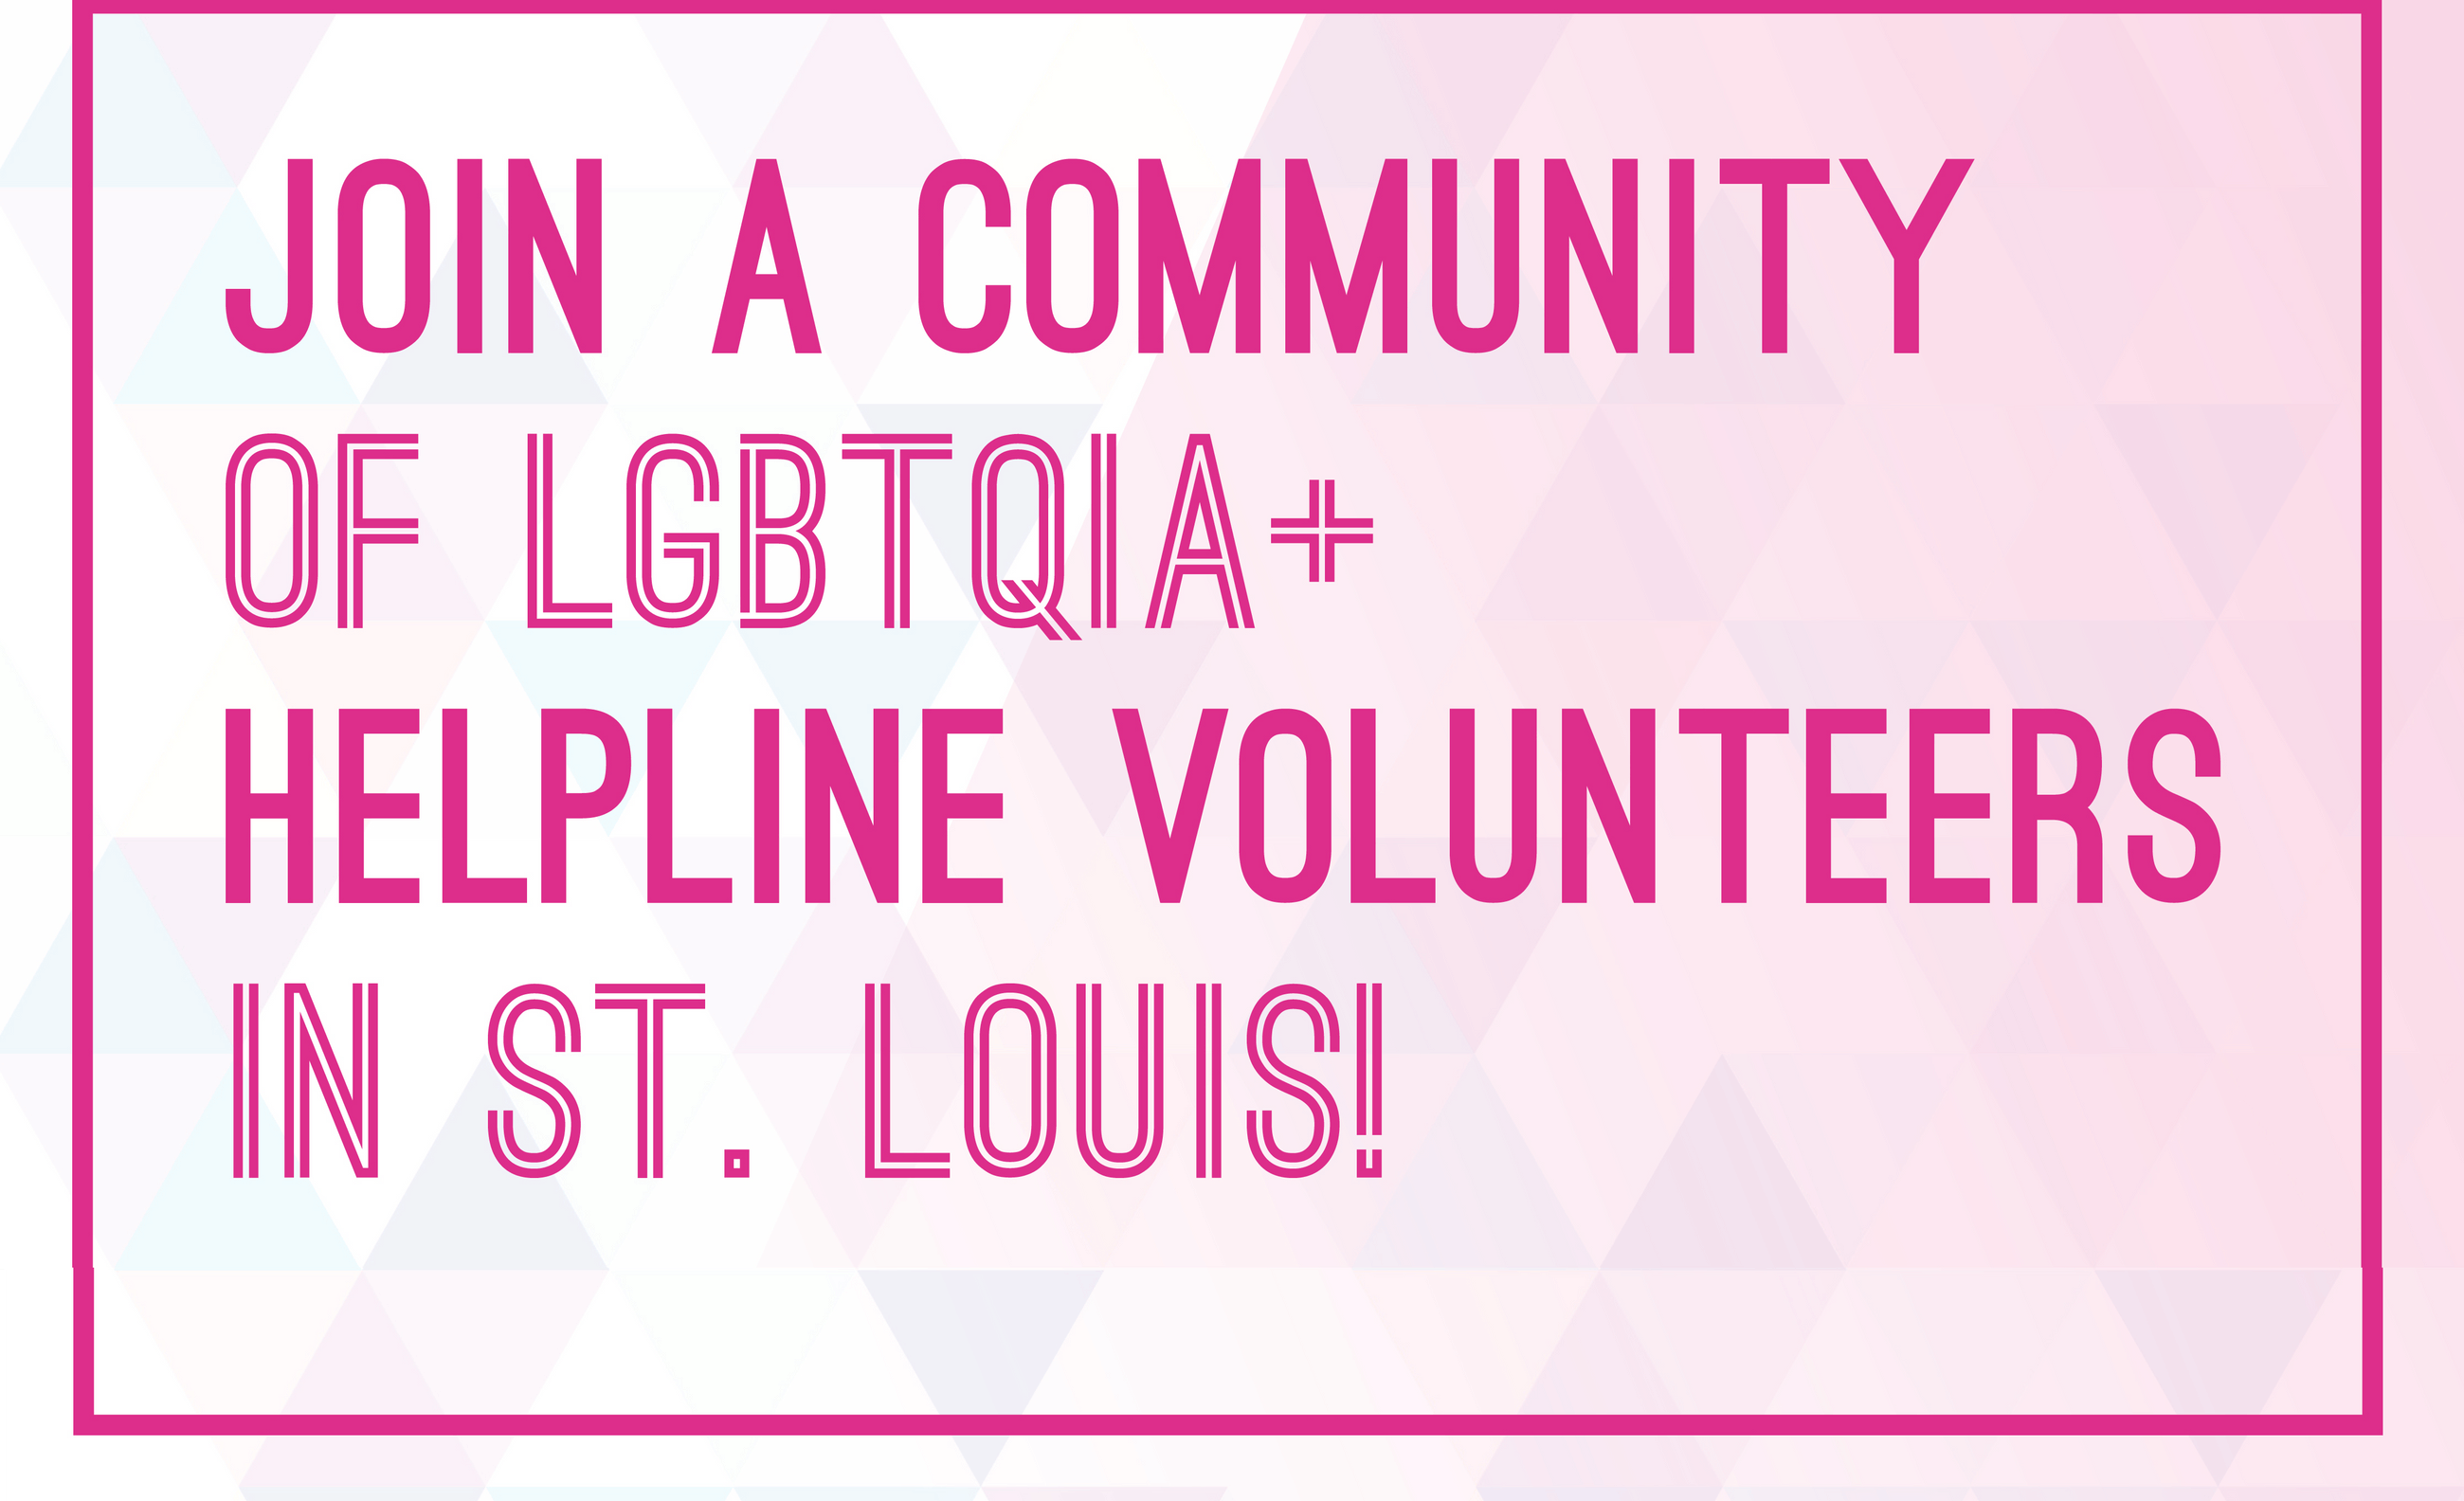 JOIN A COMMUNITY
OF LGBTQIA+
HELPLINE VOLUNTEERS
IN ST. LOUIS!